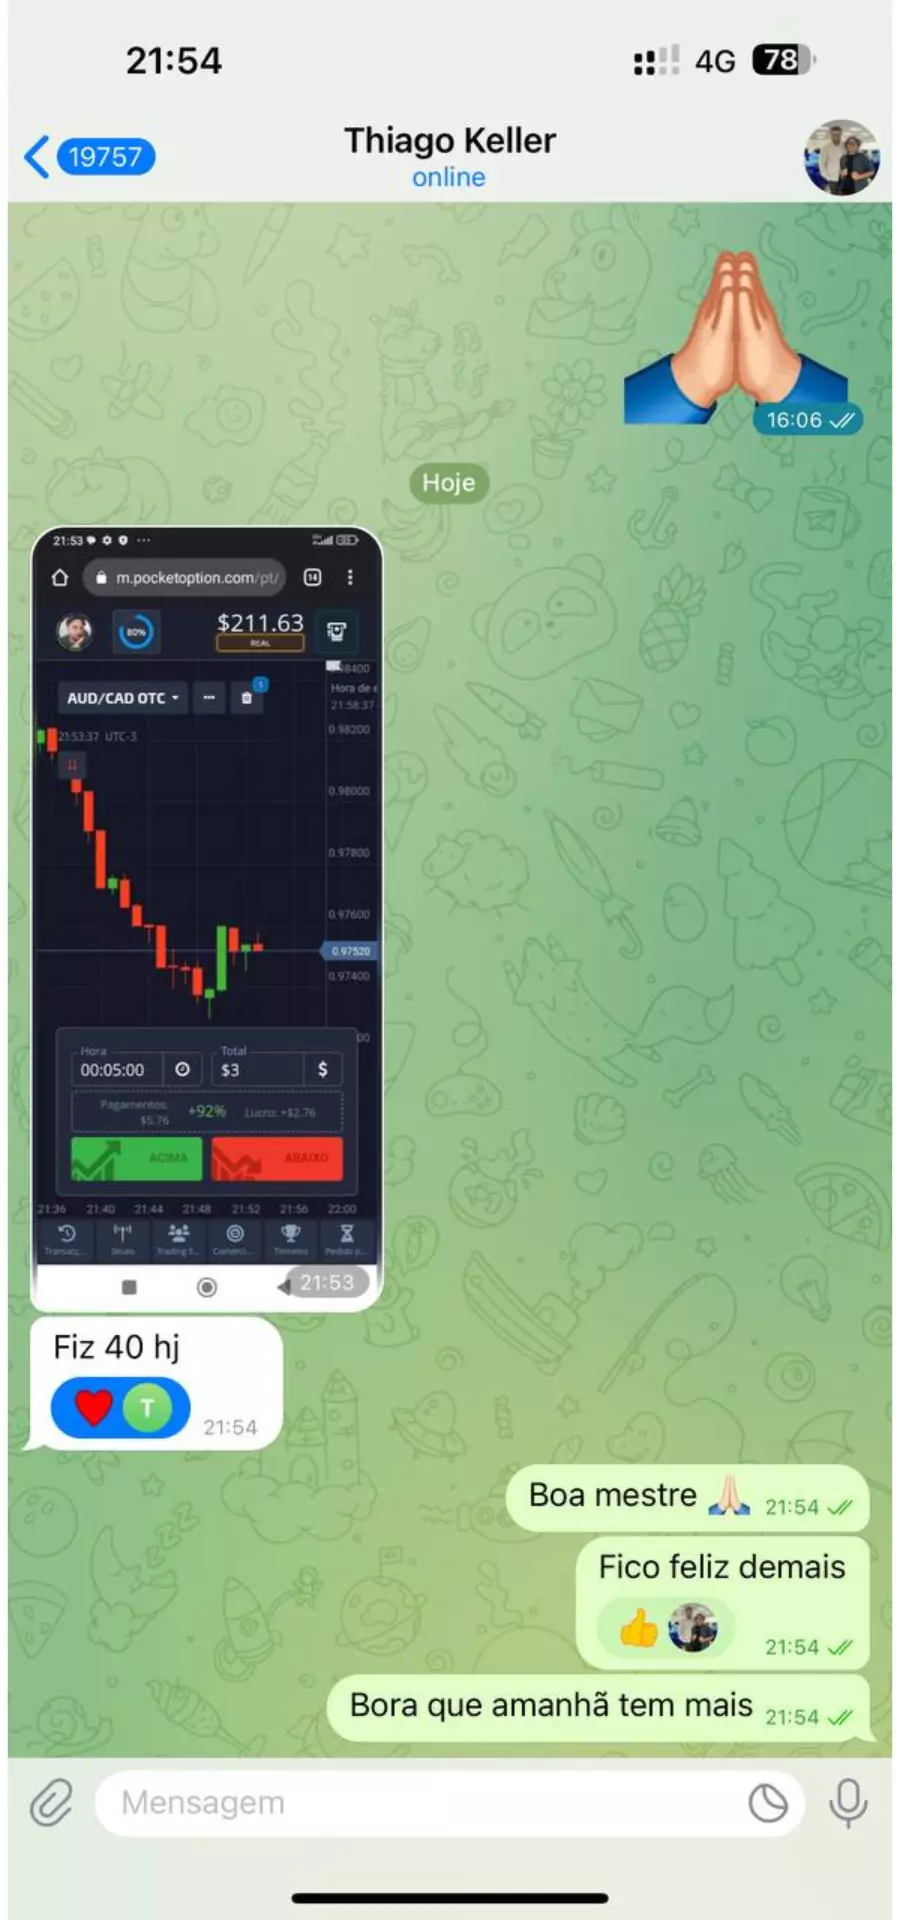 21:54
4G 78
19757
Thiago Keller
online
16:06
Hoje
21:53
m.pocketoption.com/pt/
14
80%
$211.63
REAL
AUD/CAD OTC
1
98400
Hora de e
21:58:37
21:53:37 UTC-3
0.98200
0.98000
0.97800
0.97600
0.97520
0.97400
00
Hora
00:05:00
Total
$3
$
Pagamentos:
$5.76
+92%
Lucro: +$2.76
ACIMA
ABAIXO
21:36 21:40 21:44 21:48 21:52 21:56 22:00
Transacç... Sinais Trading S... Comerci... Torneios Pedido p...
21:53
Fiz 40 hj
T
21:54
Boa mestre 🙏🏻 21:54
Fico feliz demais
21:54
Bora que amanhã tem mais 21:54
Mensagem